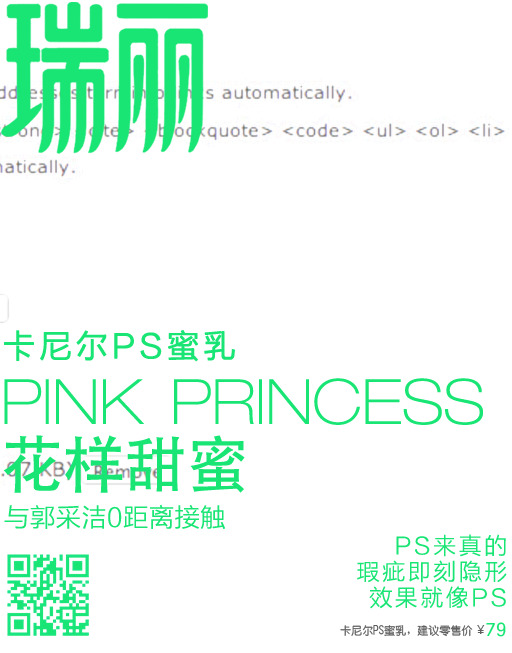 瑞丽
automatically.
<code> <ul> <ol> <li>
matically.
卡尼尔PS蜜乳
PINK PRINCESS
花样甜蜜
KB) Remove
与郭采洁0距离接触
PS来真的
瑕疵即刻隐形
效果就像PS
卡尼尔PS蜜乳，建议零售价 ¥79